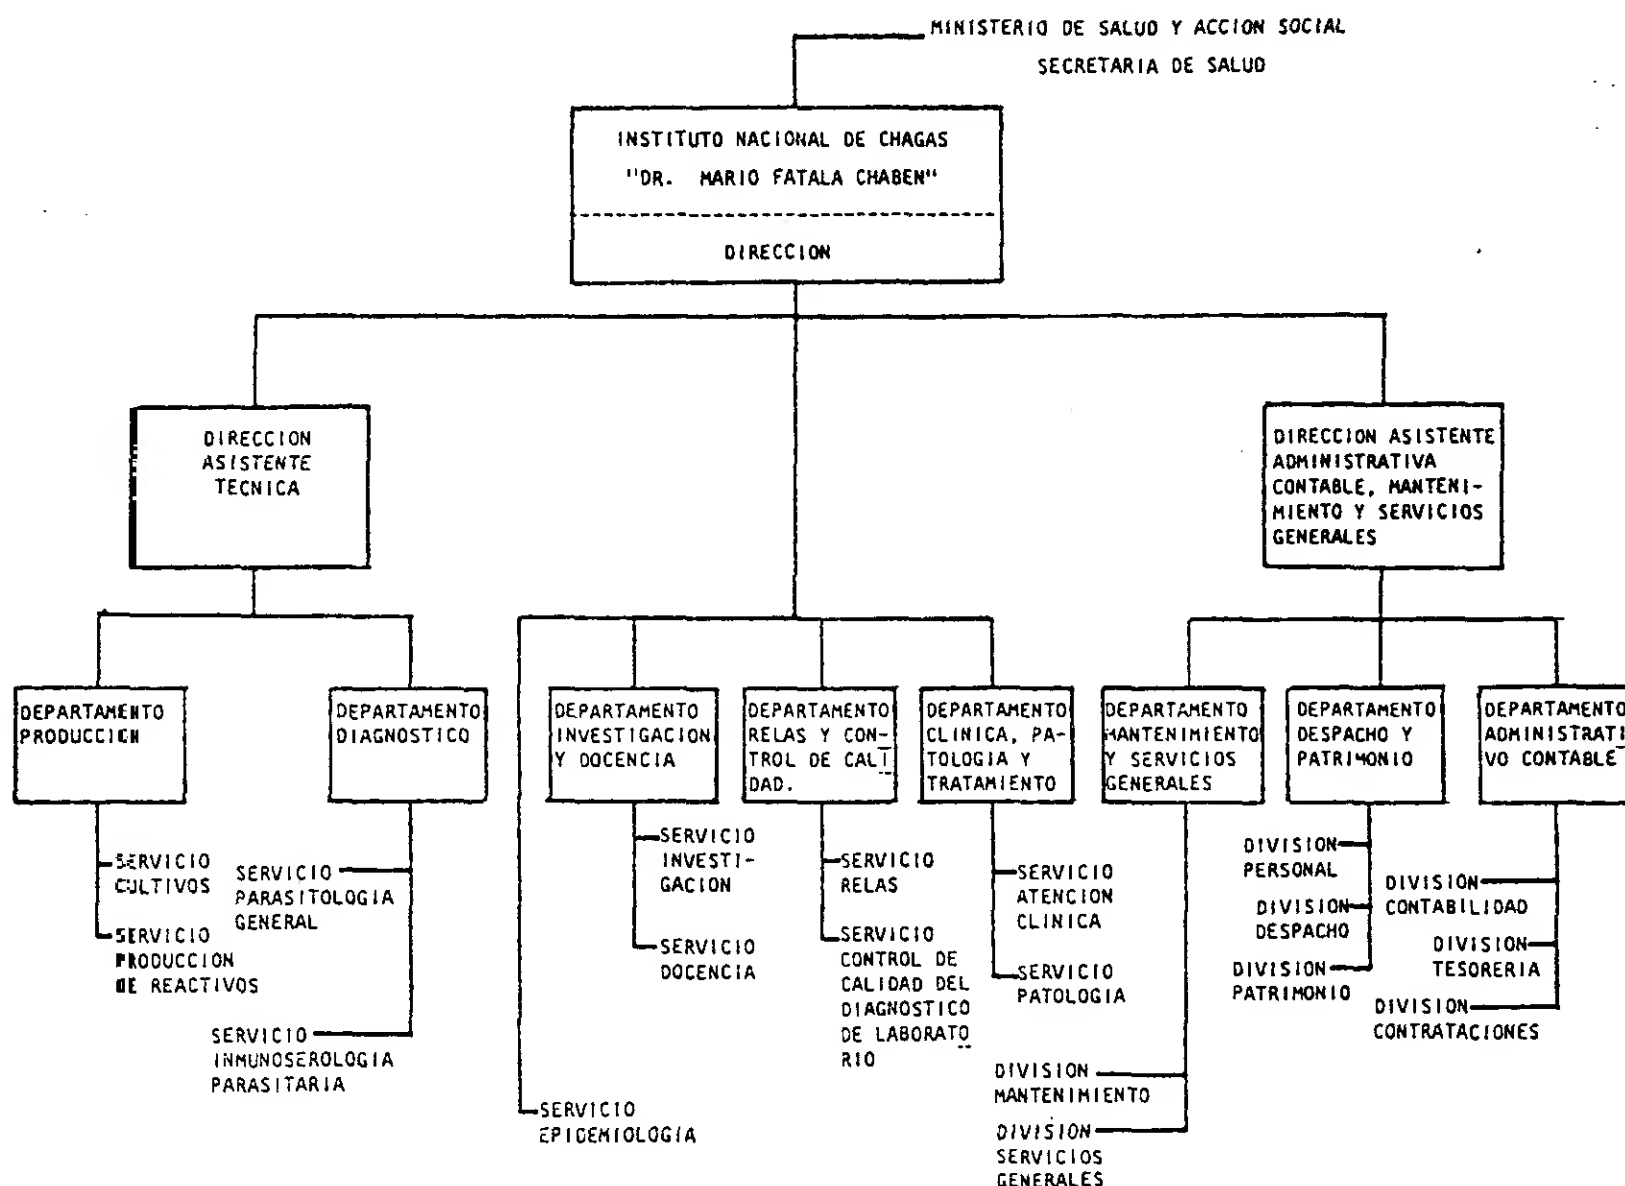 MINISTERIO DE SALUD Y ACCION SOCIAL
SECRETARIA DE SALUD
INSTITUTO NACIONAL DE CHAGAS
"DR. MARIO FATALA CHABEN"
DIRECCION
DIRECCION
ASISTENTE
TECNICA
DIRECCION ASISTENTE
ADMINISTRATIVA
CONTABLE, MANTENI-
MIENTO Y SERVICIOS
GENERALES
DEPARTAMENTO
PRODUCCION
DEPARTAMENTO
DIAGNOSTICO
DEPARTAMENTO
INVESTIGACION
Y DOCENCIA
DEPARTAMENTO
RELAS Y CON-
TROL DE CALI
DAD.
DEPARTAMENTO
CLINICA, PA-
TOLOGIA Y
TRATAMIENTO
DEPARTAMENTO
MANTENIMIENTO
Y SERVICIOS
GENERALES
DEPARTAMENTO
DESPACHO Y
PATRIMONIO
DEPARTAMENTO
ADMINISTRATI
VO CONTABLE
SERVICIO
CULTIVOS
SERVICIO
PRODUCCION
DE REACTIVOS
SERVICIO
PARASITOLOGIA
GENERAL
SERVICIO
INMUNOSEROLOGIA
PARASITARIA
SERVICIO
EPIDEMIOLOGIA
SERVICIO
INVESTI-
GACION
SERVICIO
DOCENCIA
SERVICIO
RELAS
SERVICIO
CONTROL DE
CALIDAD DEL
DIAGNOSTICO
DE LABORATO
RIO
SERVICIO
ATENCION
CLINICA
SERVICIO
PATOLOGIA
DIVISION
MANTENIMIENTO
DIVISION
SERVICIOS
GENERALES
DIVISION
PERSONAL
DIVISION
DESPACHO
DIVISION
PATRIMONIO
DIVISION
CONTABILIDAD
DIVISION
TESORERIA
DIVISION
CONTRATACIONES